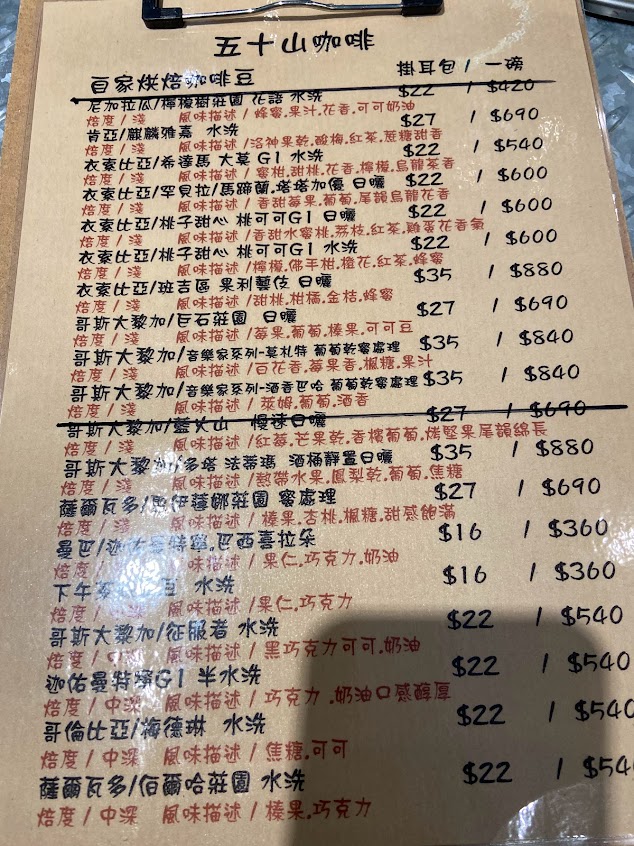 五十山咖啡
自家烘焙咖啡豆 掛耳包 / 一磅
尼加拉瓜/檸檬樹莊園 花語 水洗 $22 / $420
焙度 / 淺 風味描述 / 蜂蜜.果汁.花香.可可奶油
肯亞/麒麟雅嘉 水洗 $27 / $690
焙度 / 淺 風味描述 /洛神果乾.酸梅.紅茶.蔗糖甜香
衣索比亞/希達馬 大莫 G1 水洗 $22 / $540
焙度 / 淺 風味描述 / 蜜柑.甜桃.花香.檸檬.烏龍茶香
衣索比亞/罕貝拉/馬蹄蘭.塔塔加優 日曬 $22 / $600
焙度 / 淺 風味描述 / 香甜莓果.葡萄.尾韻烏龍花香
衣索比亞/桃子甜心 桃可可G1 日曬 $22 / $600
焙度 / 淺 風味描述 /香甜水蜜桃.荔枝.紅茶.雞蛋花香氣
衣索比亞/桃子甜心 桃可可G1 水洗 $22 / $600
焙度 / 淺 風味描述 /檸檬.佛手柑.橙花.紅茶.蜂蜜
衣索比亞/班吉區 果利藝伎 日曬 $35 / $880
焙度 / 淺 風味描述 /甜桃.柑橘.金桔.蜂蜜
哥斯大黎加/巨石莊園 日曬 $27 / $690
焙度 / 淺 風味描述 /莓果.葡萄.榛果.可可豆
哥斯大黎加/音樂家系列-莫札特 葡萄乾蜜處理 $35 / $840
焙度 / 淺 風味描述 /百花香.莓果香.楓糖.果汁
哥斯大黎加/音樂家系列-酒香巴哈 葡萄乾蜜處理 $35 / $840
焙度 / 淺 風味描述 /萊姆.葡萄.酒香
哥斯大黎加/藍火山 慢速日曬 $27 / $690
焙度 / 淺 風味描述 /紅莓.芒果乾.香檳葡萄.烤堅果尾韻綿長
哥斯大黎加/多塔 法蒂瑪 酒桶靜置日曬 $35 / $880
焙度 / 淺 風味描述 /熱帶水果.鳳梨乾.葡萄.焦糖
薩爾瓦多/伊薩娜莊園 蜜處理 $27 / $690
焙度 / 淺 風味描述 / 榛果.杏桃.楓糖.甜感飽滿
曼巴/迦佑曼特寧.巴西喜拉朵 $16 / $360
焙度 / 風味描述 / 果仁.巧克力.奶油
下午 豆 水洗 $16 / $360
焙度 / 風味描述 /果仁.巧克力
哥斯大黎加/征服者 水洗 $22 / $540
焙度 / 中深 風味描述 / 黑巧克力可可.奶油
迦佑曼特寧G1 半水洗 $22 / $540
焙度 / 中深 風味描述 / 巧克力 .奶油口感醇厚
哥倫比亞/梅德琳 水洗 $22 / $540
焙度 / 中深 風味描述 / 焦糖.可可
薩爾瓦多/伯爾哈莊園 水洗 $22 / $54
焙度 / 中深 風味描述 / 榛果.巧克力